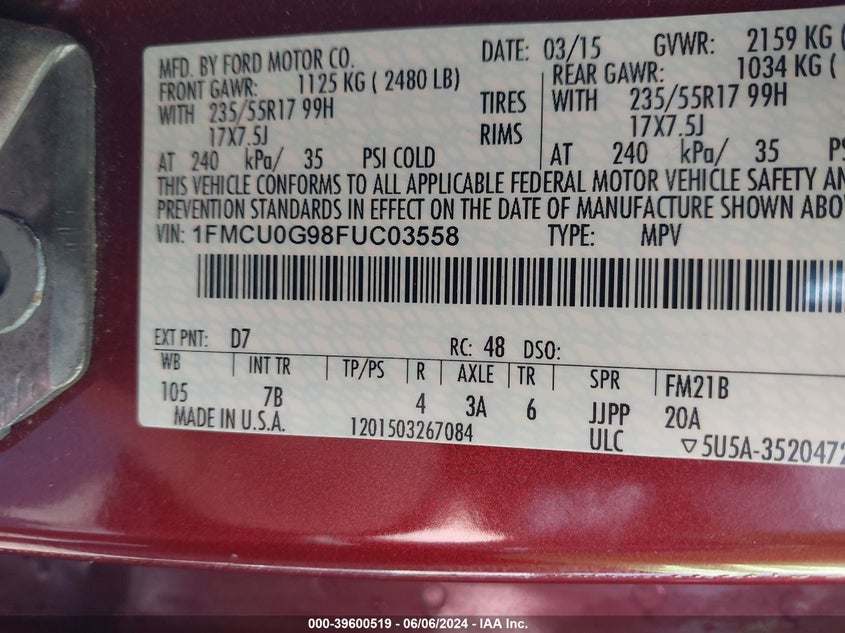 MFD. BY FORD MOTOR CO. DATE: 03/15 GVWR: 2159 KG (
FRONT GAWR: 1125 KG ( 2480 LB) REAR GAWR: 1034 KG (
WITH 235/55R17 99H TIRES WITH 235/55R17 99H
17X7.5J RIMS 17X7.5J
AT 240 kPa/ 35 PSI COLD AT 240 kPa/ 35 PS
THIS VEHICLE CONFORMS TO ALL APPLICABLE FEDERAL MOTOR VEHICLE SAFETY AN
PREVENTION STANDARDS IN EFFECT ON THE DATE OF MANUFACTURE SHOWN ABO
VIN: 1FMCU0G98FUC03558 TYPE: MPV
EXT PNT: D7 RC: 48 DSO:
WB INT TR TP/PS R AXLE TR SPR FM21B
105 7B 4 3A 6 JJPP 20A
MADE IN U.S.A. 1201503267084 ULC ▽5U5A-3520472
000-39600519 - 06/06/2024 - IAA Inc.